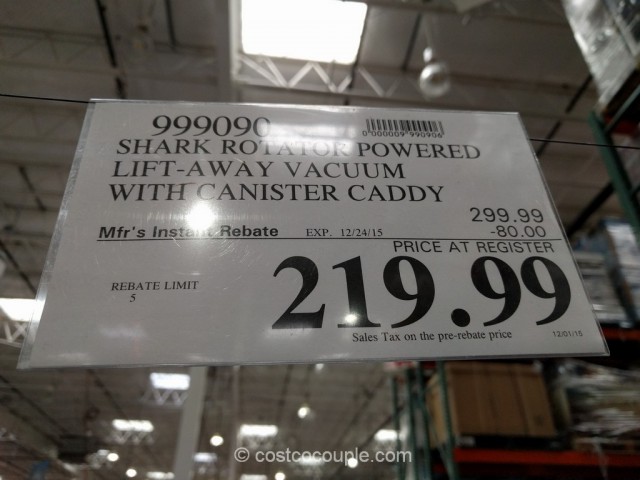 999090
0 000009 990906
SHARK ROTATOR POWERED
LIFT-AWAY VACUUM
WITH CANISTER CADDY
299.99
Mfr's Instant Rebate EXP. 12/24/15 -80.00
PRICE AT REGISTER
REBATE LIMIT
5
219.99
Sales Tax on the pre-rebate price
12/01/15
© costcocouple.com